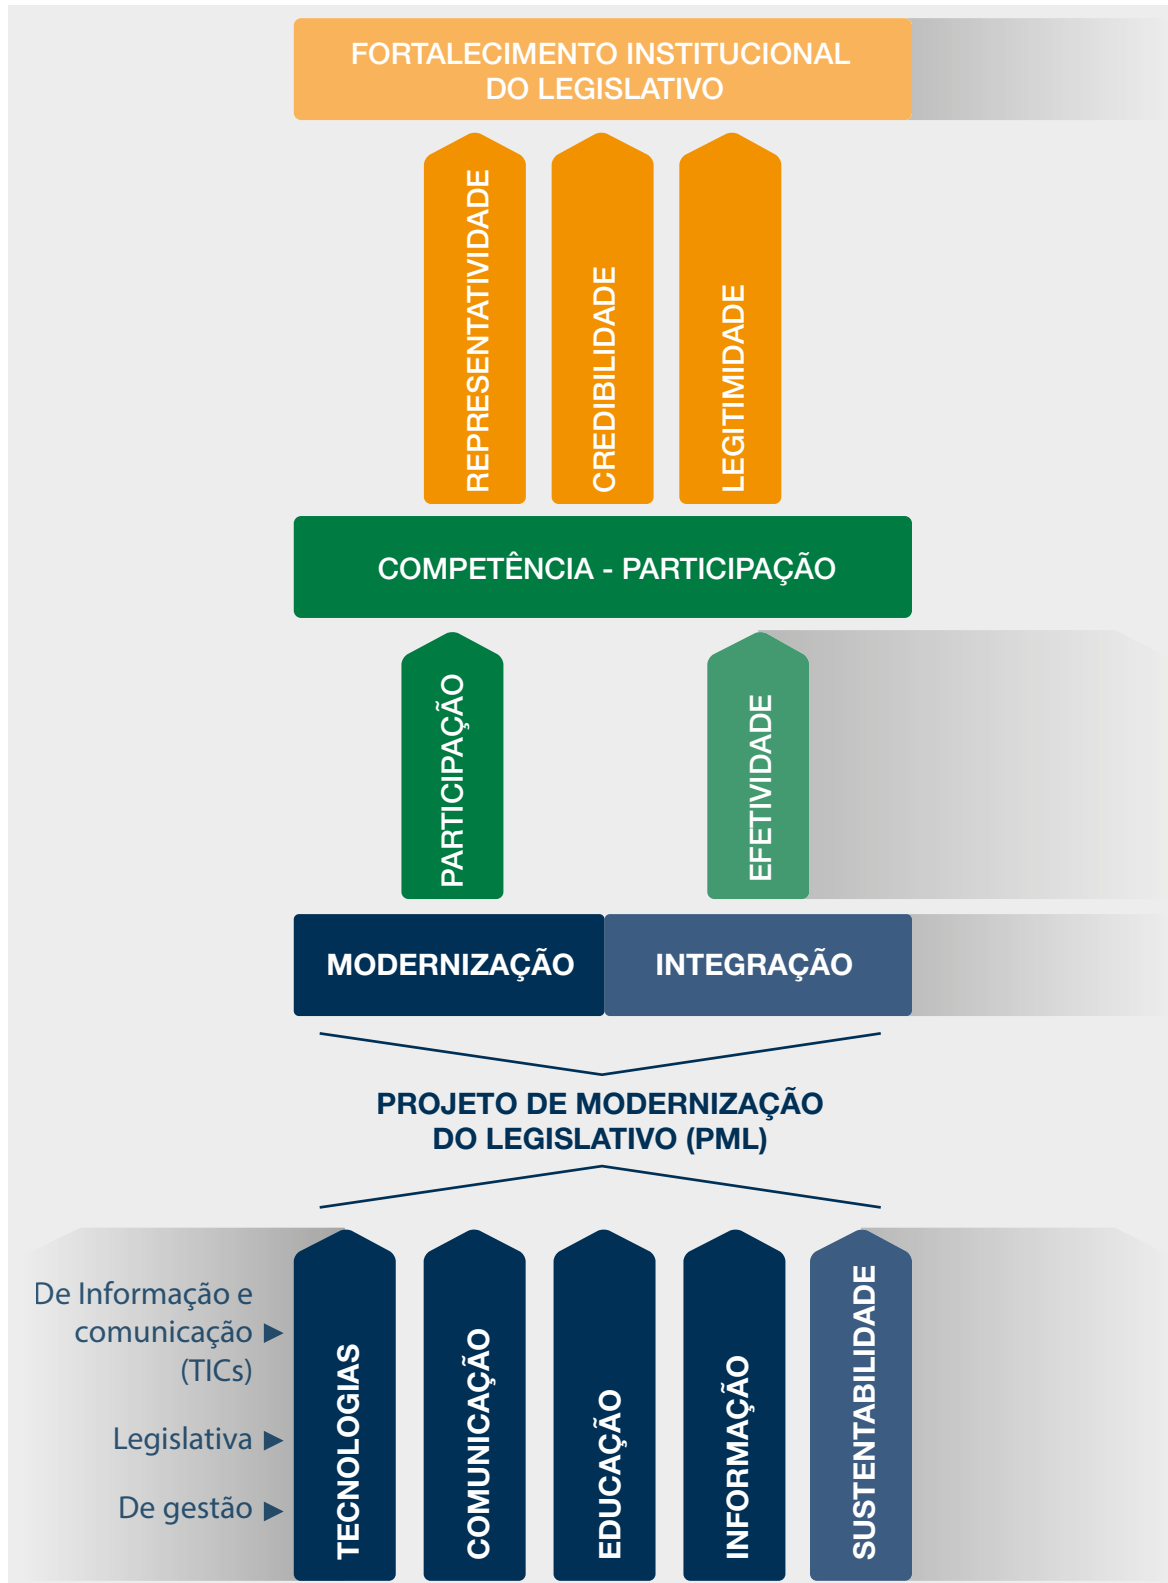 FORTALECIMENTO INSTITUCIONAL
DO LEGISLATIVO
REPRESENTATIVIDADE
CREDIBILIDADE
LEGITIMIDADE
COMPETÊNCIA - PARTICIPAÇÃO
PARTICIPAÇÃO
EFETIVIDADE
MODERNIZAÇÃO
INTEGRAÇÃO
PROJETO DE MODERNIZAÇÃO
DO LEGISLATIVO (PML)
De Informação e
comunicação
(TICs)
Legislativa
De gestão
TECNOLOGIAS
COMUNICAÇÃO
EDUCAÇÃO
INFORMAÇÃO
SUSTENTABILIDADE